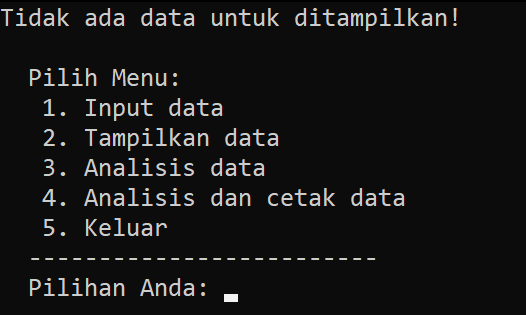 Tidak ada data untuk ditampilkan!
Pilih Menu:
1. Input data
2. Tampilkan data
3. Analisis data
4. Analisis dan cetak data
5. Keluar
-------------------------
Pilihan Anda: